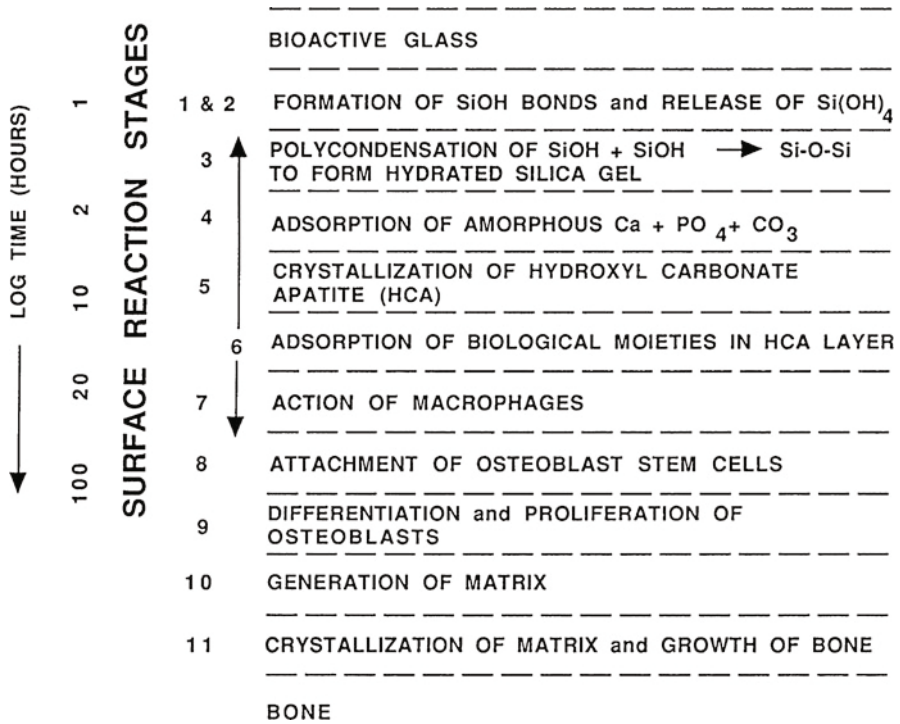 BIOACTIVE GLASS
LOG TIME (HOURS)
1
2
10
20
100
SURFACE REACTION STAGES
1 & 2 FORMATION OF SiOH BONDS and RELEASE OF Si(OH)4
3 POLYCONDENSATION OF SiOH + SiOH → Si-O-Si
TO FORM HYDRATED SILICA GEL
4 ADSORPTION OF AMORPHOUS Ca + PO4 + CO3
5 CRYSTALLIZATION OF HYDROXYL CARBONATE
APATITE (HCA)
6 ADSORPTION OF BIOLOGICAL MOIETIES IN HCA LAYER
7 ACTION OF MACROPHAGES
8 ATTACHMENT OF OSTEOBLAST STEM CELLS
9 DIFFERENTIATION and PROLIFERATION OF
OSTEOBLASTS
10 GENERATION OF MATRIX
11 CRYSTALLIZATION OF MATRIX and GROWTH OF BONE
BONE